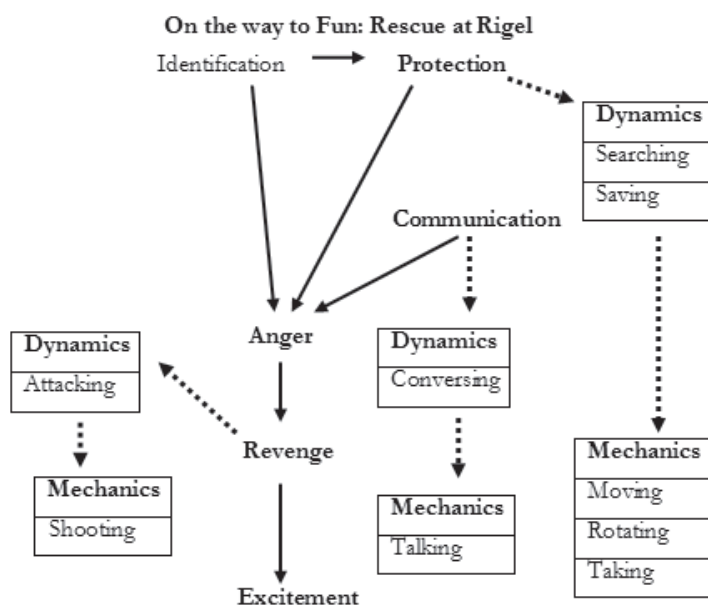 On the way to Fun: Rescue at Rigel
Identification
Protection
Dynamics
Searching
Saving
Communication
Anger
Dynamics
Attacking
Dynamics
Conversing
Revenge
Mechanics
Shooting
Mechanics
Talking
Mechanics
Moving
Rotating
Taking
Excitement